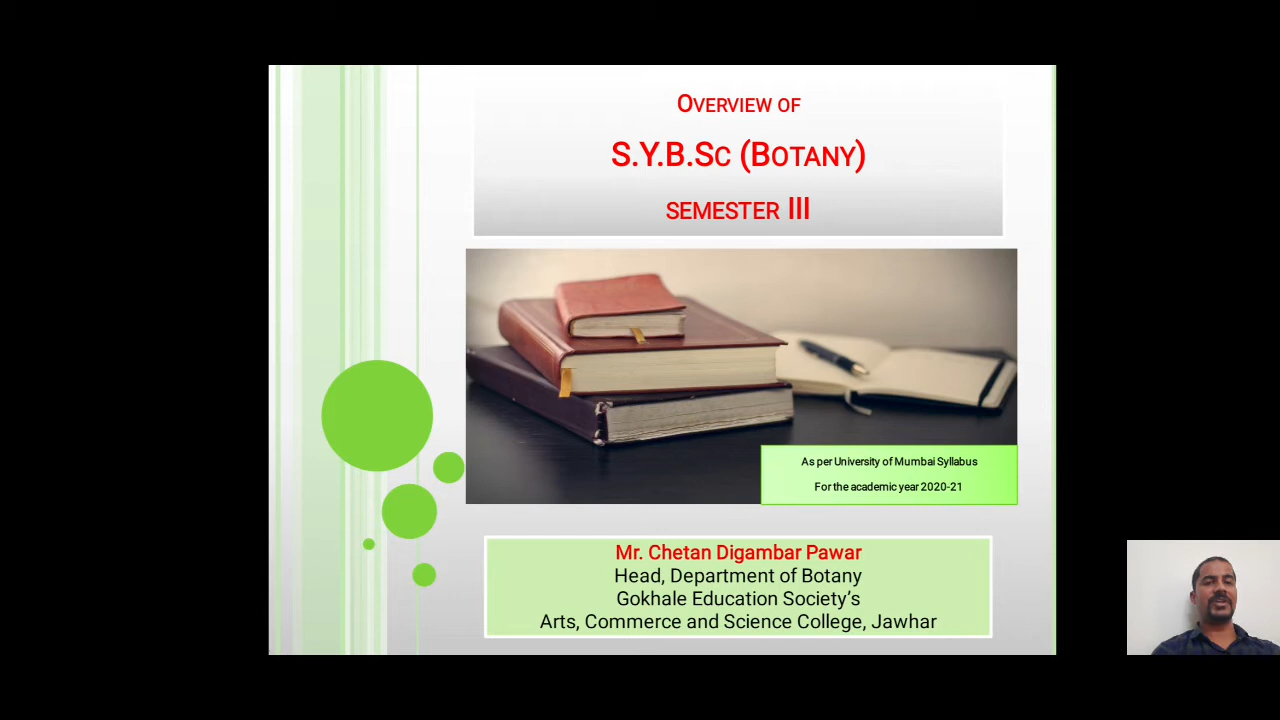 Overview of
S.Y.B.Sc (Botany)
semester III
As per University of Mumbai Syllabus
For the academic year 2020-21
Mr. Chetan Digambar Pawar
Head, Department of Botany
Gokhale Education Society’s
Arts, Commerce and Science College, Jawhar